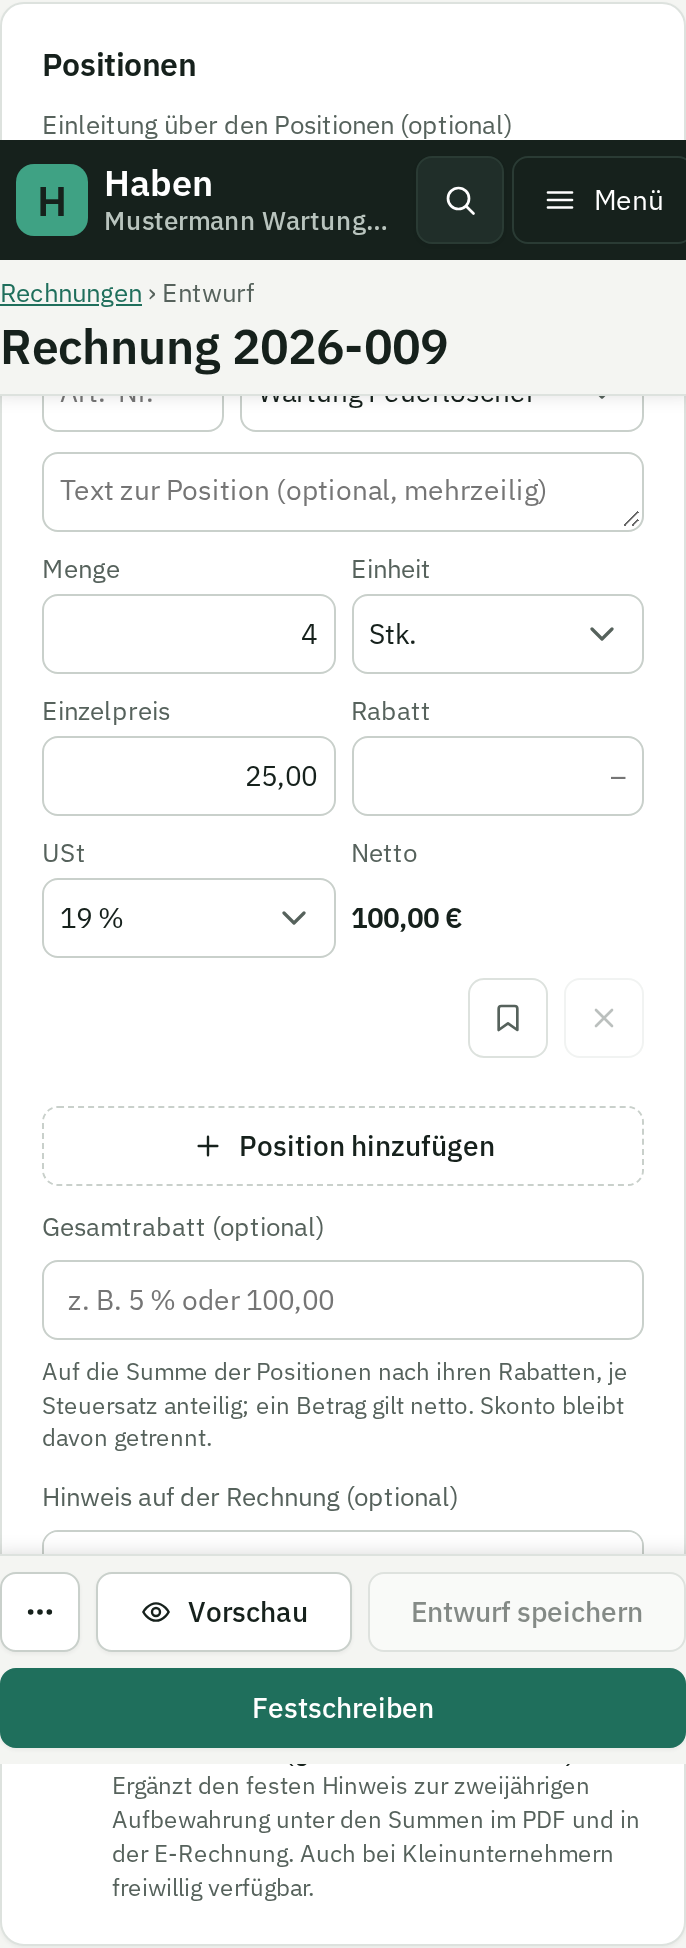 Positionen
Einleitung über den Positionen (optional)
H
Haben
Mustermann Wartung...
Menü
Rechnungen › Entwurf
Rechnung 2026-009
Art.-Nr.
Wartung Feuerlöscher
Text zur Position (optional, mehrzeilig)
Menge
Einheit
4
Stk.
Einzelpreis
Rabatt
25,00
–
USt
Netto
19 %
100,00 €
Position hinzufügen
Gesamtrabatt (optional)
z. B. 5 % oder 100,00
Auf die Summe der Positionen nach ihren Rabatten, je
Steuersatz anteilig; ein Betrag gilt netto. Skonto bleibt
davon getrennt.
Hinweis auf der Rechnung (optional)
Vorschau
Entwurf speichern
Festschreiben
Ergänzt den festen Hinweis zur zweijährigen
Aufbewahrung unter den Summen im PDF und in
der E-Rechnung. Auch bei Kleinunternehmern
freiwillig verfügbar.